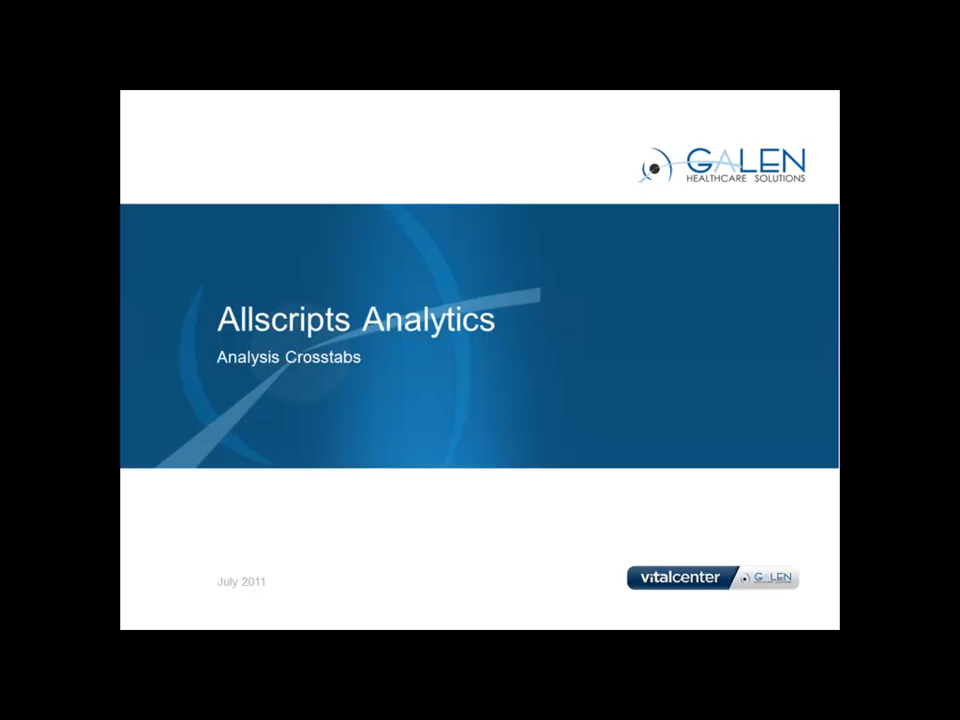 GALEN
HEALTHCARE SOLUTIONS
Allscripts Analytics
Analysis Crosstabs
July 2011
vitalcenter GALEN